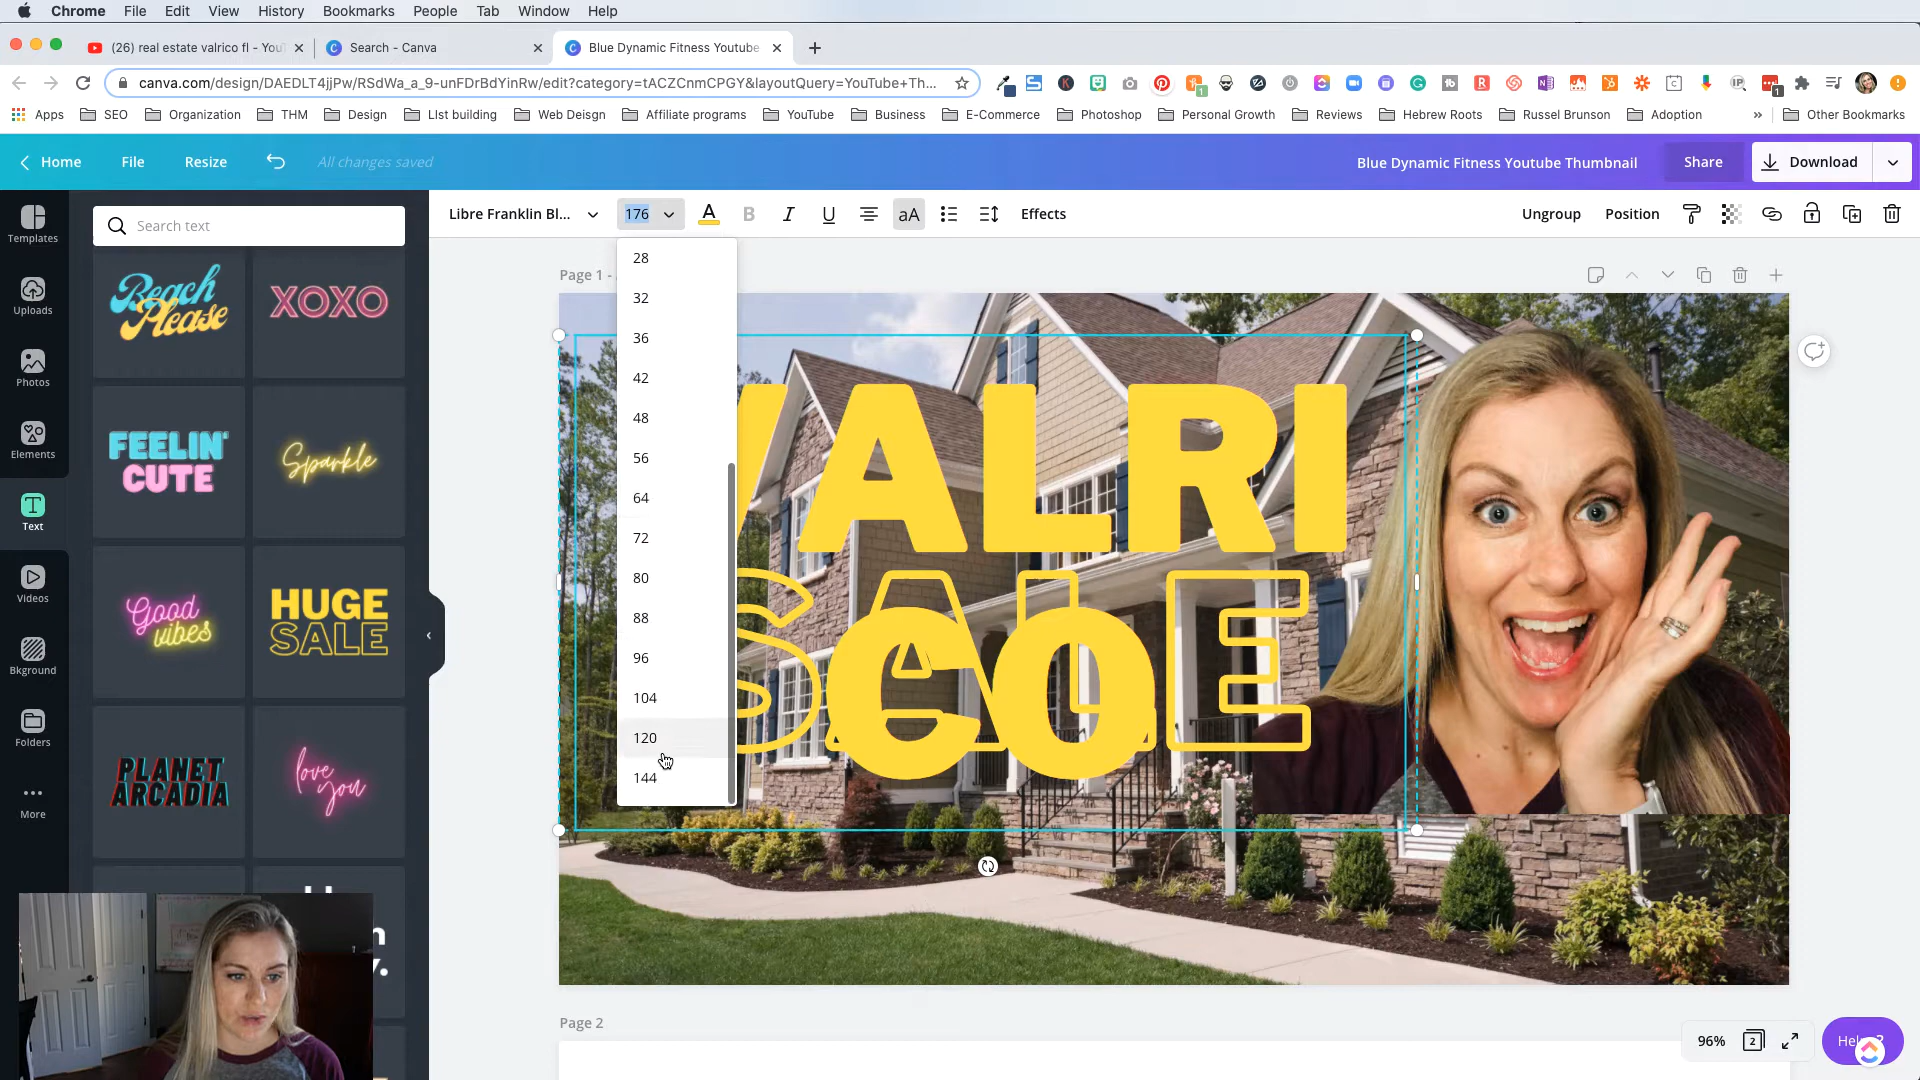 Chrome File Edit View History Bookmarks People Tab Window Help
(26) real estate valrico fl - YouT
Search - Canva
Blue Dynamic Fitness Youtube
canva.com/design/DAEDLT4jjPw/RSdWa_a_9-unFDrBdYinRw/edit?category=tACZCnmCPGY&layoutQuery=YouTube+Th...
Apps SEO Organization THM Design LIst building Web Deisgn Affiliate programs YouTube Business E-Commerce Photoshop Personal Growth Reviews Hebrew Roots Russel Brunson Adoption » Other Bookmarks
Home File Resize All changes saved Blue Dynamic Fitness Youtube Thumbnail Share Download
Libre Franklin Bl... 176 A B I U aA Effects Ungroup Position
Search text
Templates
Uploads
Photos
Elements
Text
Videos
Bkground
Folders
More
Beach
Please
XOXO
FEELIN'
CUTE
Sparkle
Good
vibes
HUGE
SALE
PLANET
ARCADIA
love
you
28
32
36
42
48
56
64
72
80
88
96
104
120
144
Page 1 -
VALRI
co
SALE
Page 2
96%
2